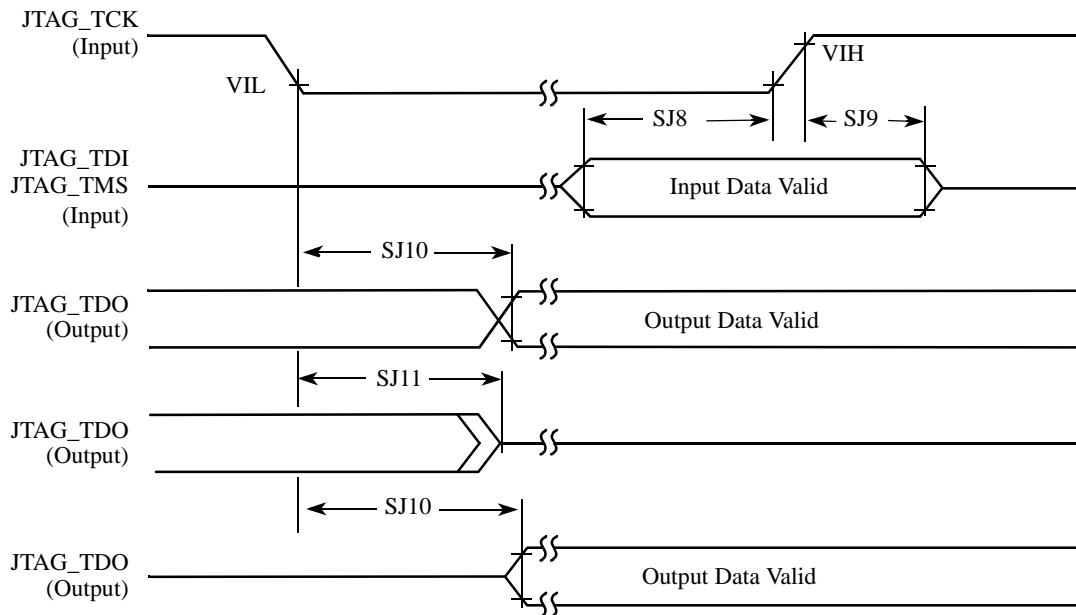 JTAG_TCK
(Input)
VIL
VIH
SJ8
SJ9
JTAG_TDI
JTAG_TMS
(Input)
Input Data Valid
SJ10
JTAG_TDO
(Output)
Output Data Valid
SJ11
JTAG_TDO
(Output)
SJ10
JTAG_TDO
(Output)
Output Data Valid